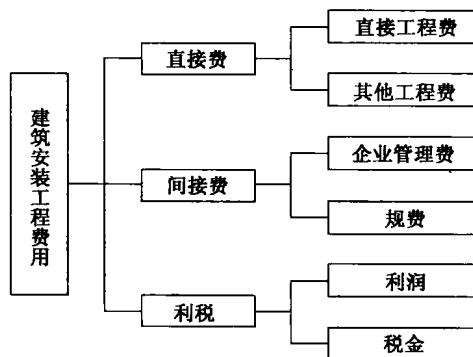 建筑安装工程费用
直接费
直接工程费
其他工程费
间接费
企业管理费
规费
利税
利润
税金